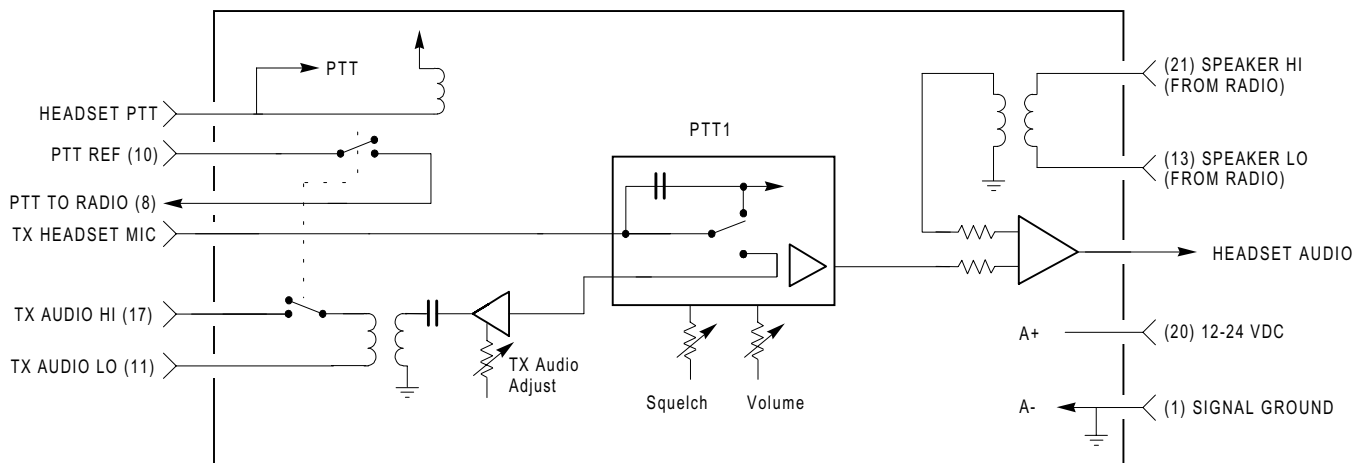 PTT
HEADSET PTT
PTT REF (10)
PTT TO RADIO (8)
TX HEADSET MIC
TX AUDIO HI (17)
TX AUDIO LO (11)
TX Audio
Adjust
PTT1
Squelch
Volume
(21) SPEAKER HI
(FROM RADIO)
(13) SPEAKER LO
(FROM RADIO)
HEADSET AUDIO
A+
(20) 12-24 VDC
A-
(1) SIGNAL GROUND